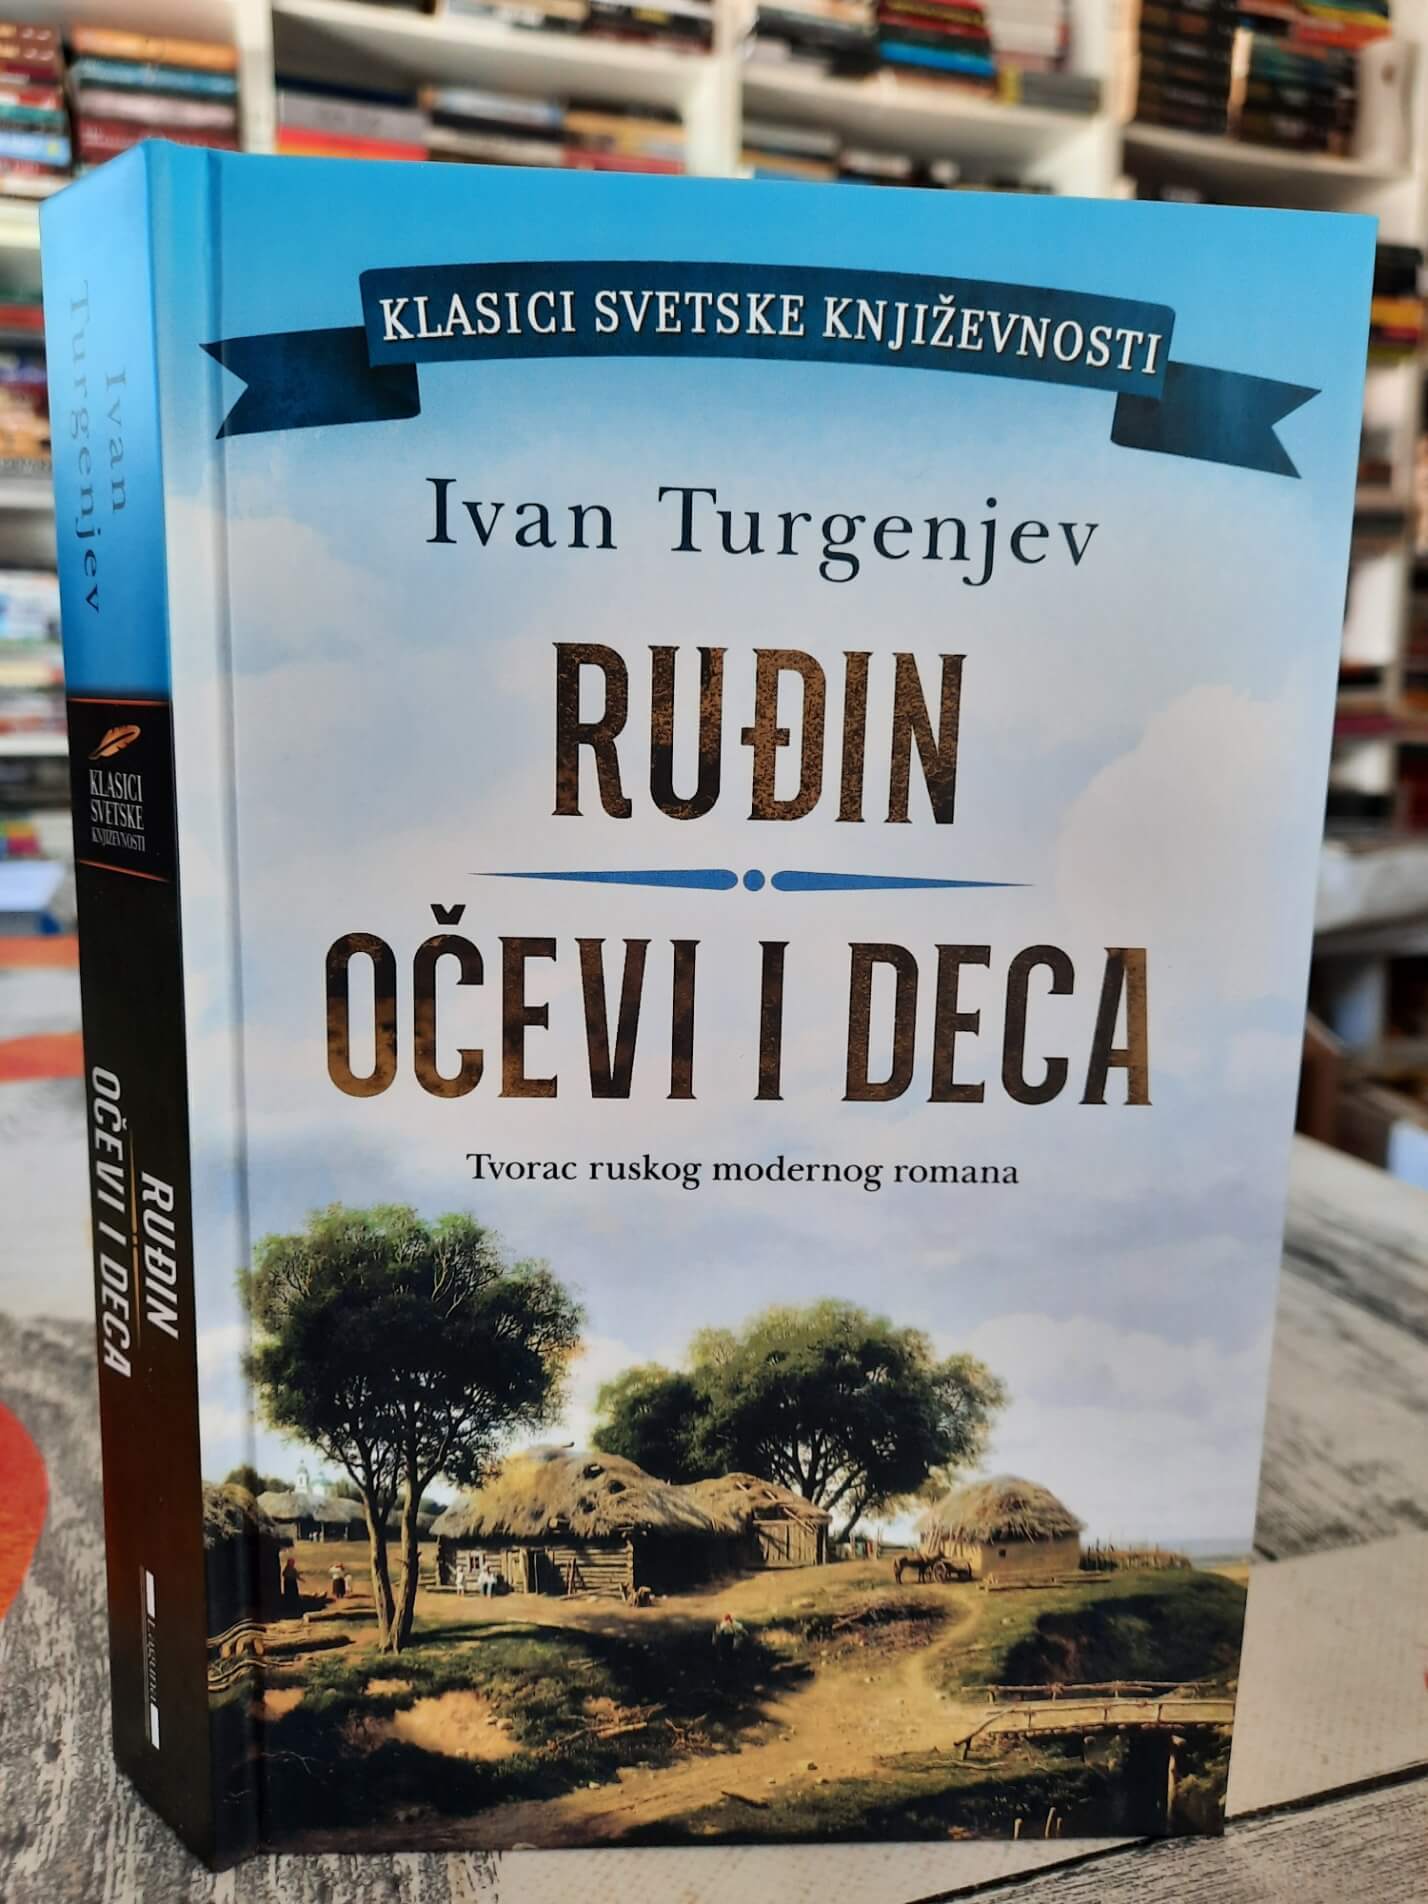 KLASICI SVETSKE KNJIŽEVNOSTI
Ivan Turgenjev
RUĐIN
OČEVI I DECA
Tvorac ruskog modernog romana
Ivan
Turgenjev
KLASICI
SVETSKE
KNJIŽEVNOSTI
RUĐIN
OČEVI I DECA
Laguna